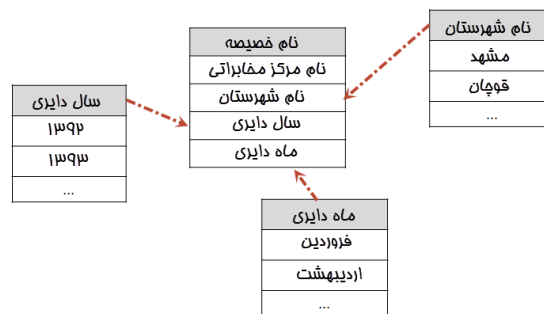 نام شهرستان
مشهد
قوچان
...
نام خصیصه
نام مرکز مخابراتی
نام شهرستان
سال دایری
ماه دایری
سال دایری
۱۳۹۲
۱۳۹۳
...
ماه دایری
فروردین
اردیبهشت
...